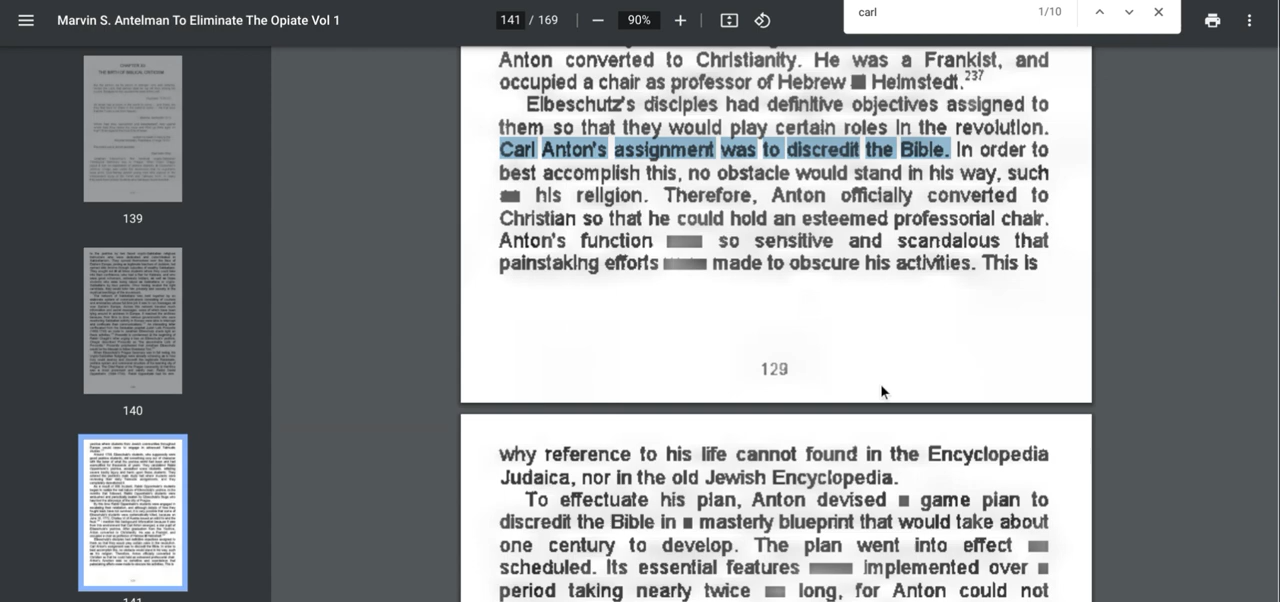 Marvin S. Antelman To Eliminate The Opiate Vol 1
141 / 169
90%
carl
1/10
139
140
141
Anton converted to Christianity. He was a Frankist, and
occupied a chair as professor of Hebrew Helmstedt.237
Eibeschutz's disciples had definitive objectives assigned to
them so that they would play certain roles in the revolution.
Carl Anton's assignment was to discredit the Bible. In order to
best accomplish this, no obstacle would stand in his way, such
his religion. Therefore, Anton officially converted to
Christian so that he could hold an esteemed professorial chair.
Anton's function so sensitive and scandalous that
painstaking efforts made to obscure his activities. This is
129
why reference to his life cannot found in the Encyclopedia
Judaica, nor in the old Jewish Encyclopedia.
To effectuate his plan, Anton devised game plan to
discredit the Bible in masterly blueprint that would take about
one century to develop. The plan went into effect
scheduled. Its essential features implemented over
period taking nearly twice long, for Anton could not